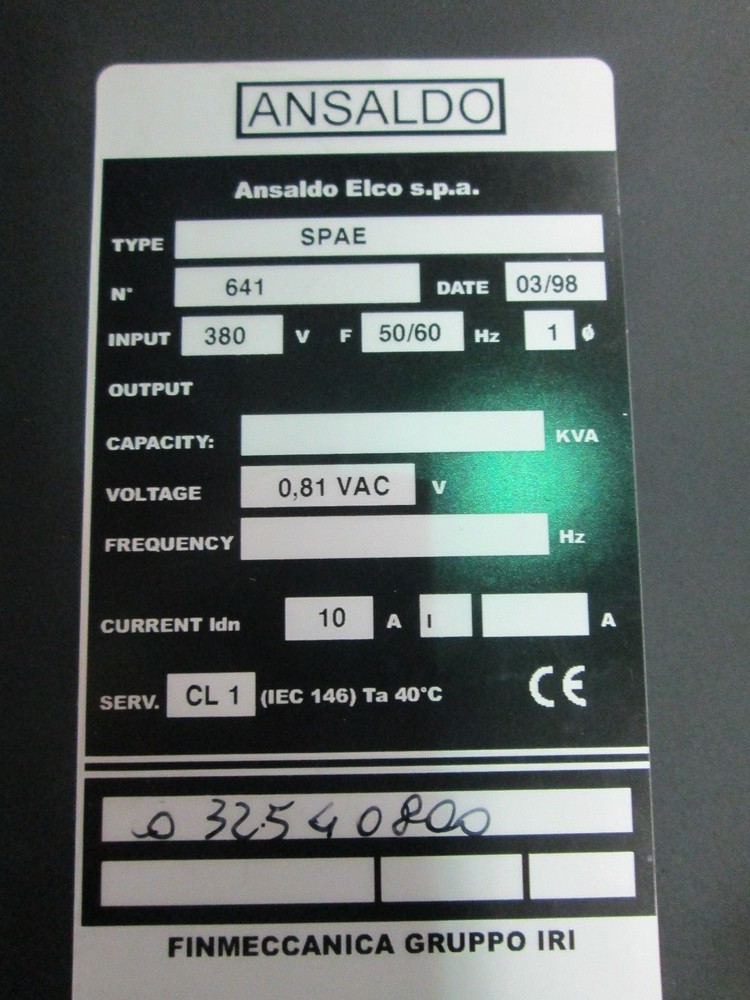 ANSALDO
Ansaldo Elco s.p.a.
TYPE SPAE
N° 641 DATE 03/98
INPUT 380 V F 50/60 Hz 1 ø
OUTPUT
CAPACITY: KVA
VOLTAGE 0,81 VAC V
FREQUENCY Hz
CURRENT Idn 10 A I A
SERV. CL 1 (IEC 146) Ta 40°C CE
032540800
FINMECCANICA GRUPPO IRI